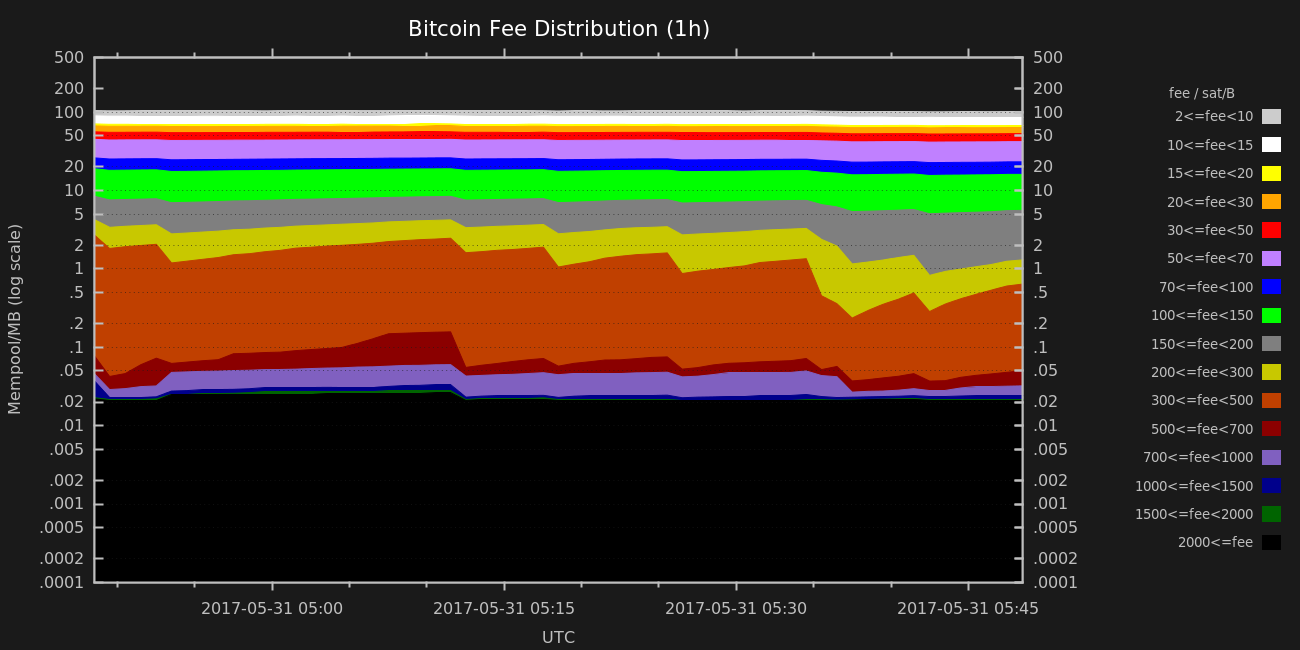 Bitcoin Fee Distribution (1h)
Mempool/MB (log scale)
500
200
100
50
20
10
5
2
1
.5
.2
.1
.05
.02
.01
.005
.002
.001
.0005
.0002
.0001
500
200
100
50
20
10
5
2
1
.5
.2
.1
.05
.02
.01
.005
.002
.001
.0005
.0002
.0001
2017-05-31 05:00
2017-05-31 05:15
2017-05-31 05:30
2017-05-31 05:45
UTC
fee / sat/B
2<=fee<10
10<=fee<15
15<=fee<20
20<=fee<30
30<=fee<50
50<=fee<70
70<=fee<100
100<=fee<150
150<=fee<200
200<=fee<300
300<=fee<500
500<=fee<700
700<=fee<1000
1000<=fee<1500
1500<=fee<2000
2000<=fee